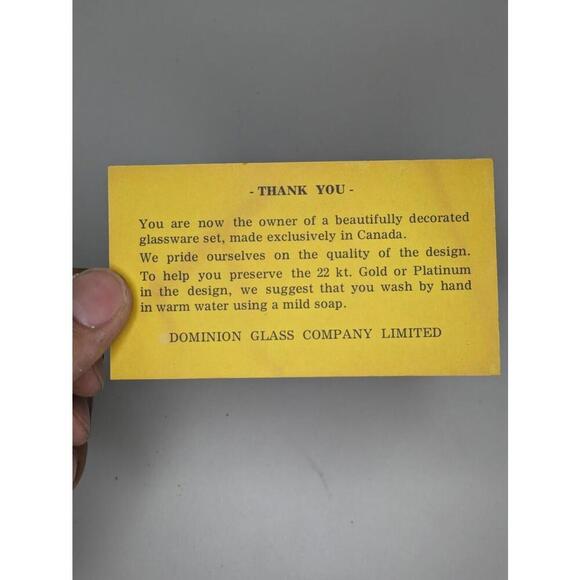 - THANK YOU -
You are now the owner of a beautifully decorated
glassware set, made exclusively in Canada.
We pride ourselves on the quality of the design.
To help you preserve the 22 kt. Gold or Platinum
in the design, we suggest that you wash by hand
in warm water using a mild soap.
DOMINION GLASS COMPANY LIMITED